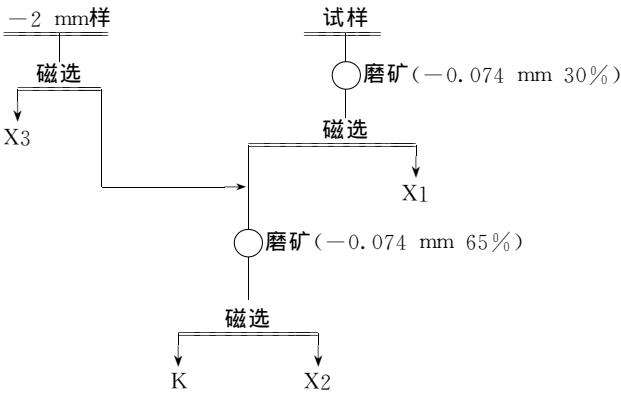 －2 mm样
试样
磁选
磨矿(－0.074 mm 30%)
X3
磁选
X1
磨矿(－0.074 mm 65%)
磁选
K
X2